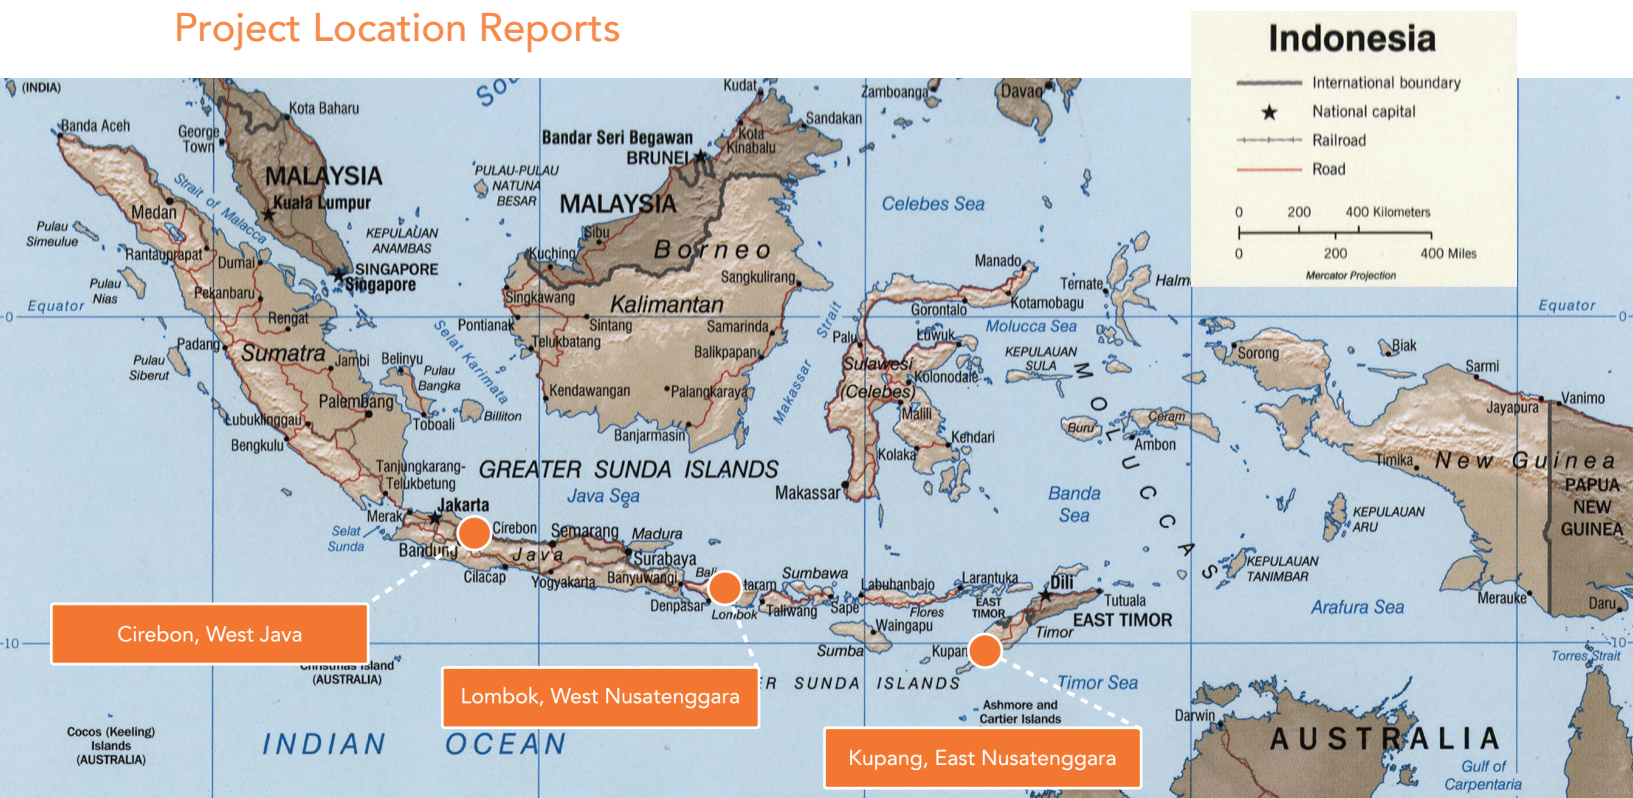 Project Location Reports
Indonesia
International boundary
National capital
Railroad
Road
0 200 400 Kilometers
0 200 400 Miles
Mercator Projection
(INDIA)
Banda Aceh
George
Town
Kota Baharu
MALAYSIA
Kuala Lumpur
Strait of Malacca
Medan
Pulau
Simeulue
Rantauprapat
Dumai
KEPULAUAN
ANAMBAS
SINGAPORE
Singapore
Pulau
Nias
Pekanbaru
Equator
0
Rengat
Padang
Sumatra
Pulau
Siberut
Jambi
Belinyu
Pulau
Bangka
Palembang
Toboali
Billiton
Lubuklinggau
Bengkulu
Selat Karimata
Tanjungkarang-
Telukbetung
PULAU-PULAU
NATUNA
BESAR
Kudat
Sandakan
Kota
Kinabalu
Bandar Seri Begawan
BRUNEI
MALAYSIA
Sibu
Kuching
Borneo
Sangkulirang
Singkawang
Kalimantan
Pontianak
Sintang
Samarinda
Telukbatang
Balikpapan
Kendawangan
Palangkaraya
Banjarmasin
Makassar
Strait
Zamboanga
Davao
Celebes Sea
Manado
Ternate
Halm
Gorontalo
Kotamobagu
Molucca Sea
Palu
Luwuk
KEPULAUAN
SULA
Sulawesi
(Celebes)
Kolonodale
Malili
Kendari
Kolaka
Makassar
MOLUCCAS
Buru
Ceram
Ambon
Banda
Sea
Equator
0
Sorong
Biak
Sarmi
Jayapura
Vanimo
Timika
New Guinea
PAPUA
NEW
GUINEA
KEPULAUAN
ARU
KEPULAUAN
TANIMBAR
Merauke
Daru
Arafura Sea
Torres Strait
10
GREATER SUNDA ISLANDS
Java Sea
Jakarta
Merak
Selat
Sunda
Bandung
Cirebon
Semarang
Madura
Java
Surabaya
Cilacap
Yogyakarta
Banyuwangi
Bali
Denpasar
taram
Lombok
Taliwang
Sumbawa
Sape
Labuhanbajo
Larantuka
Flores
EAST
TIMOR
Dili
Tutuala
EAST TIMOR
Timor
Waingapu
Sumba
Kupan
10
Cirebon, West Java
Christmas Island
(AUSTRALIA)
Lombok, West Nusatenggara
ER SUNDA ISLANDS
Timor Sea
Ashmore and
Cartier Islands
Kupang, East Nusatenggara
Cocos (Keeling)
Islands
(AUSTRALIA)
INDIAN OCEAN
Darwin
AUSTRALIA
Gulf of
Carpentaria